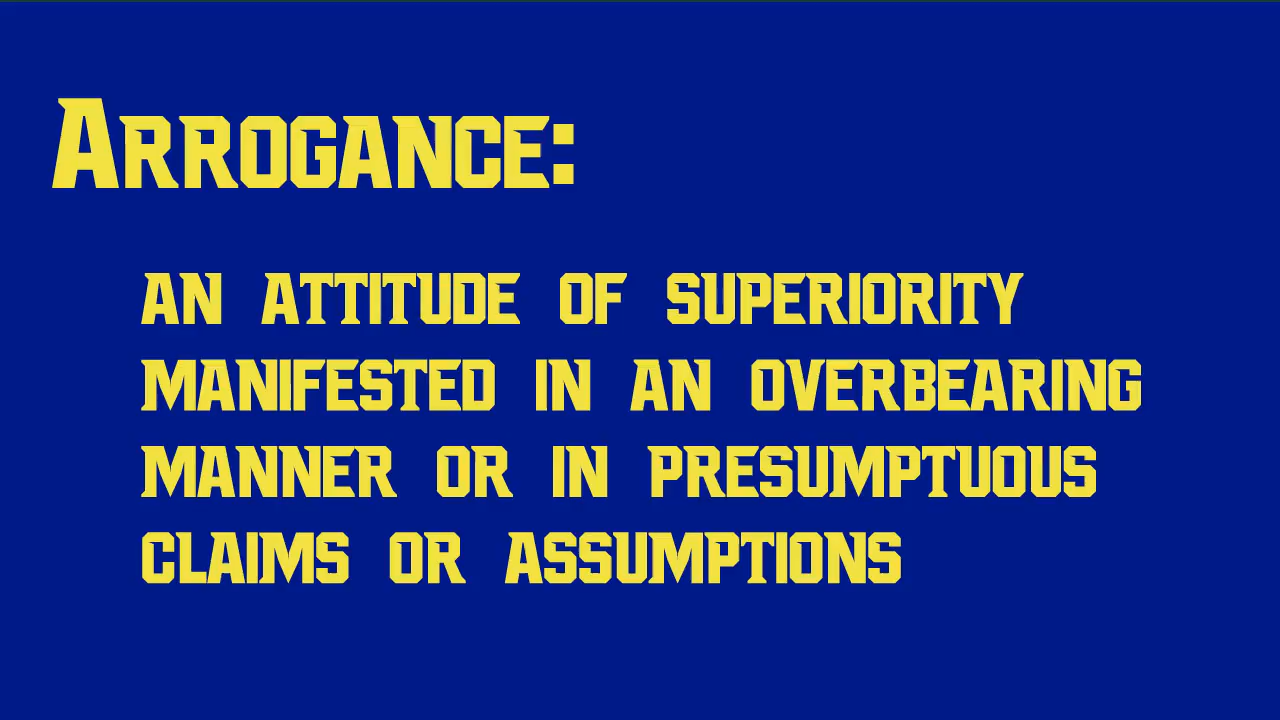 Arrogance:
an attitude of superiority
manifested in an overbearing
manner or in presumptuous
claims or assumptions